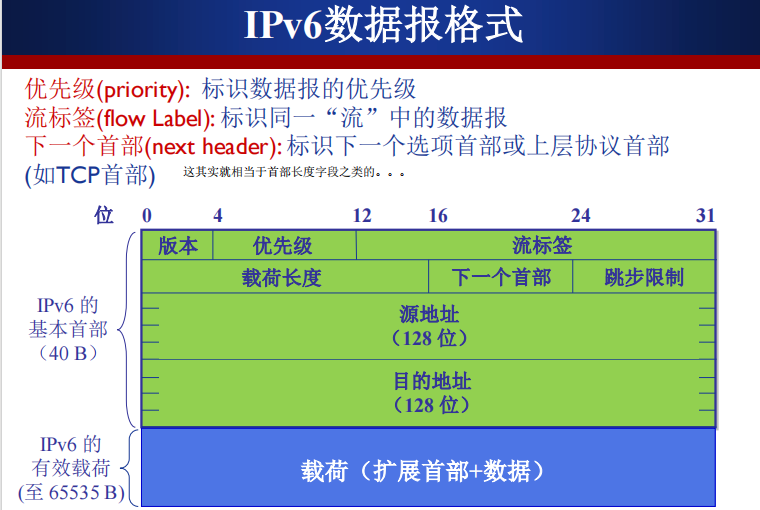 IPv6数据报格式
优先级(priority): 标识数据报的优先级
流标签(flow Label): 标识同一“流”中的数据报
下一个首部(next header): 标识下一个选项首部或上层协议首部
(如TCP首部) 这其实就相当于首部长度字段之类的。。。
位 0 4 12 16 24 31
版本 优先级 流标签
载荷长度 下一个首部 跳步限制
IPv6 的
基本首部
（40 B）
源地址
（128 位）
目的地址
（128 位）
IPv6 的
有效载荷
(至 65535 B)
载荷（扩展首部+数据）